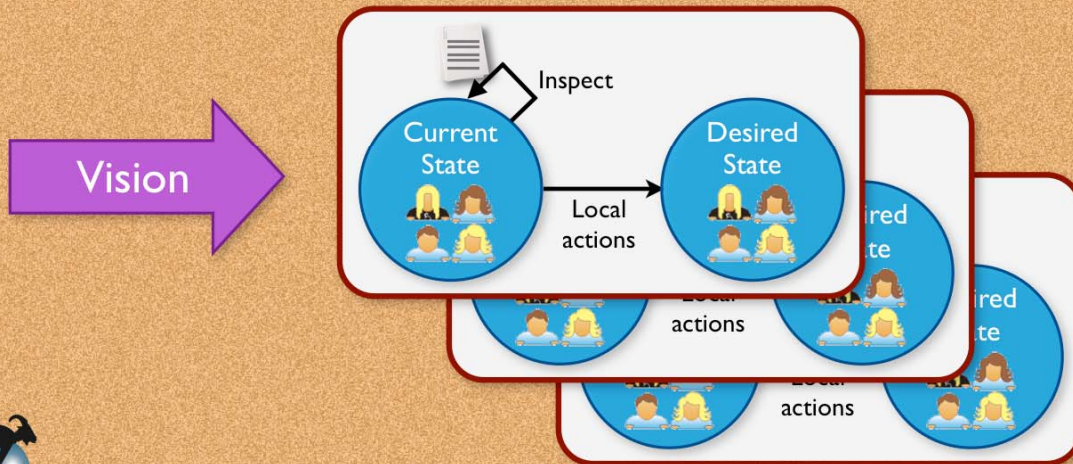 Vision
Inspect
Current
State
Desired
State
Local
actions
actions
actions